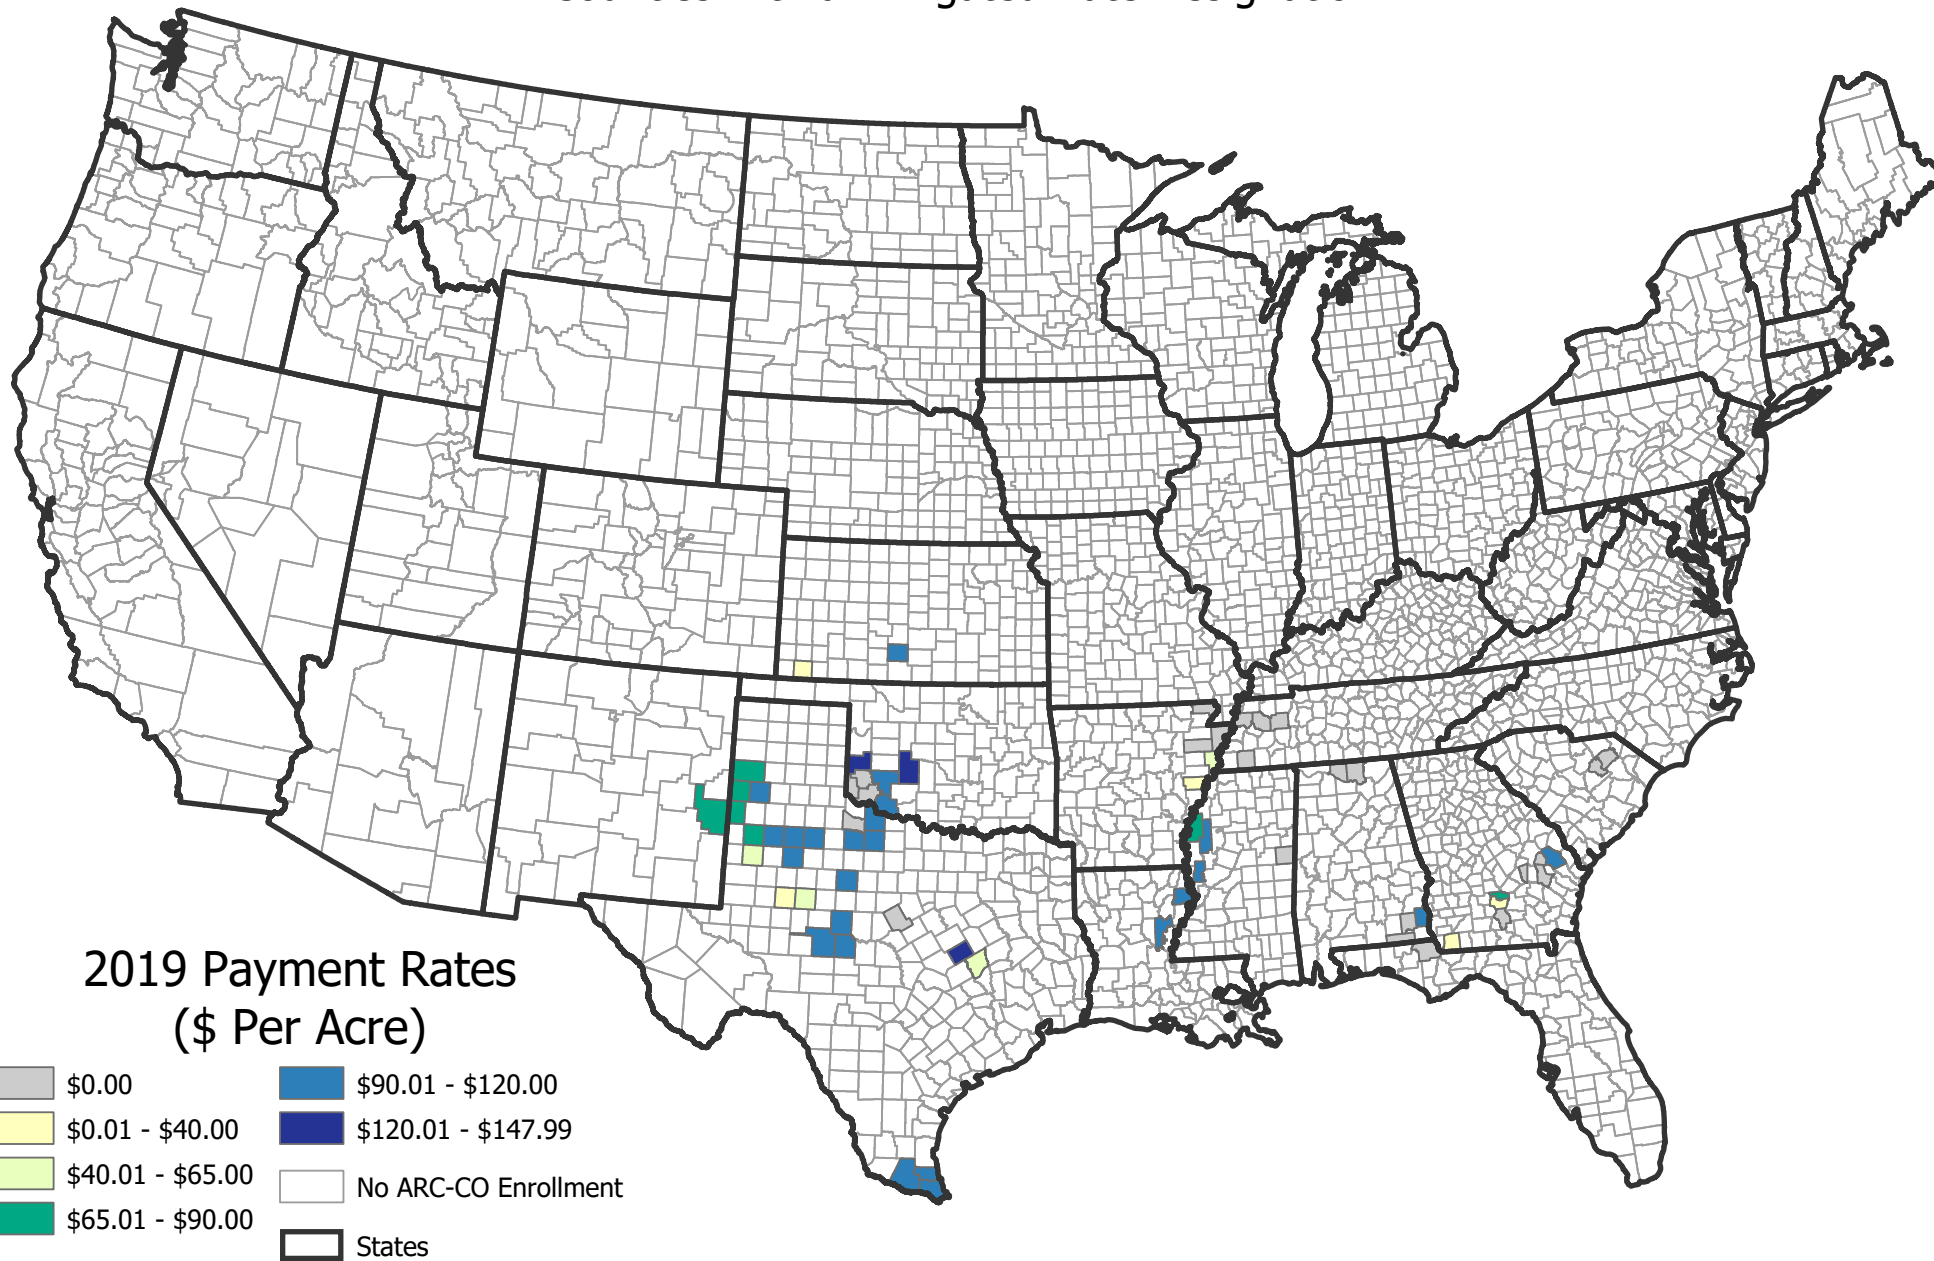 2019 Payment Rates
($ Per Acre)
$0.00
$0.01 - $40.00
$40.01 - $65.00
$65.01 - $90.00
$90.01 - $120.00
$120.01 - $147.99
No ARC-CO Enrollment
States